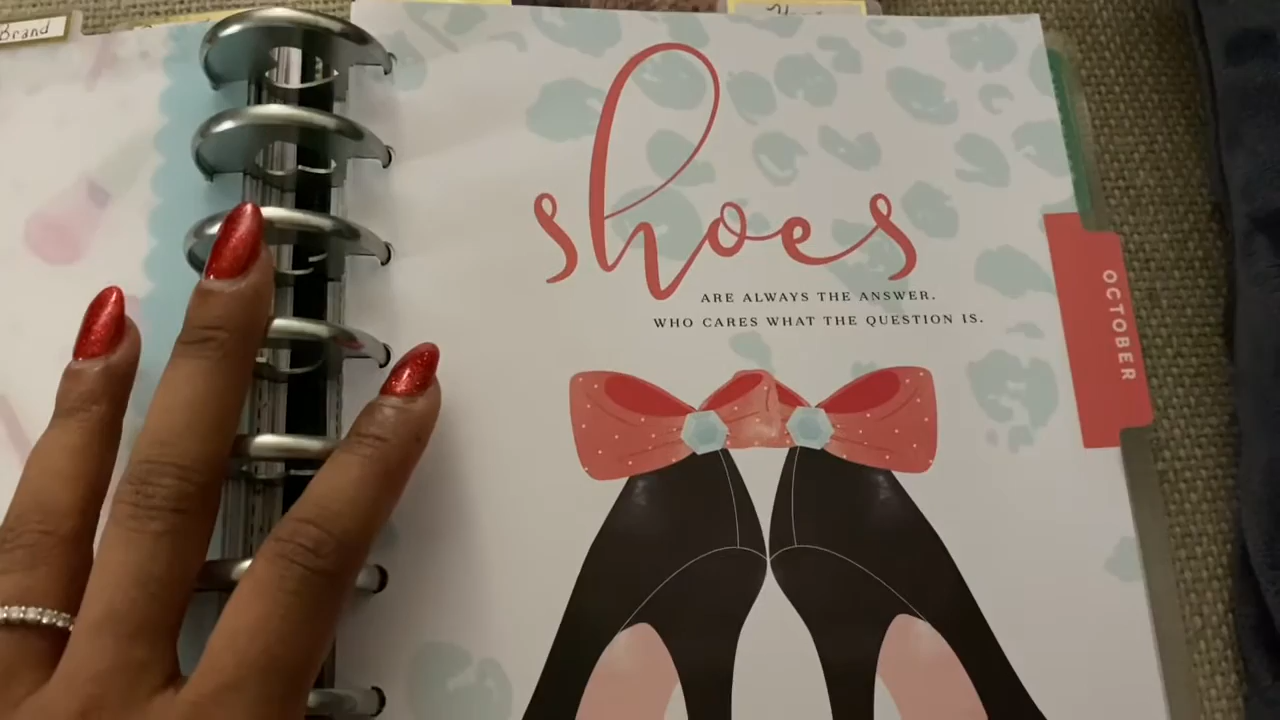 Brand
shoes
ARE ALWAYS THE ANSWER.
WHO CARES WHAT THE QUESTION IS.
OCTOBER